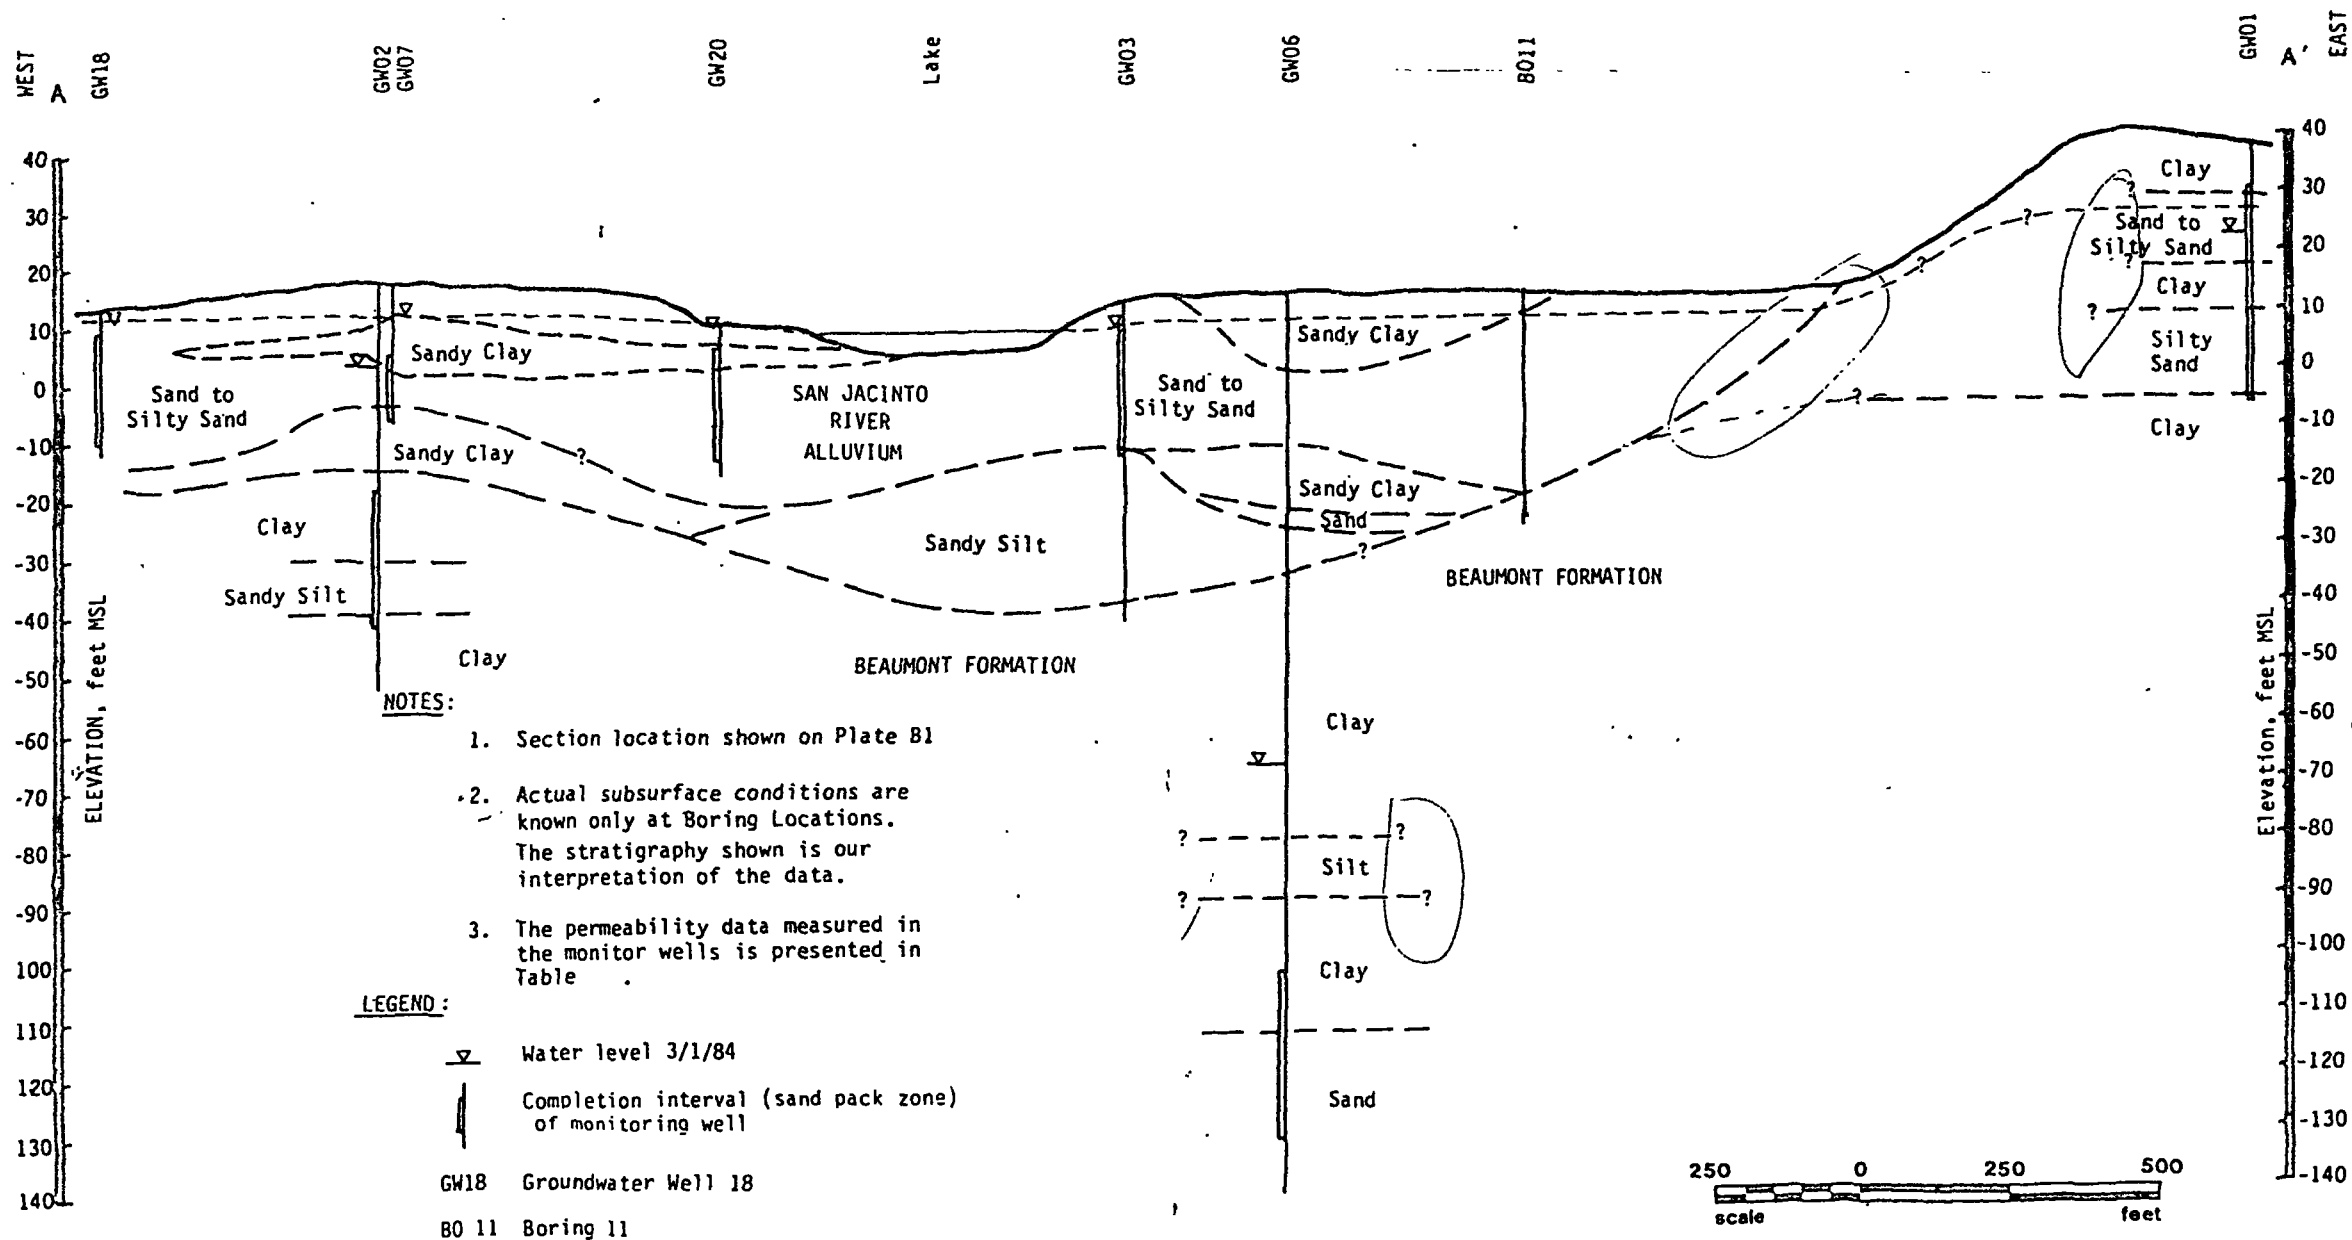 WEST
A
GW18
GW02
GW07
GW20
Lake
GW03
GW06
BO11
GW01
A'
EAST
40
30
20
10
0
-10
-20
-30
-40
-50
-60
-70
-80
-90
100
110
120
130
140
ELEVATION, feet MSL
Sand to
Silty Sand
Sandy Clay
Sandy Clay
?
Clay
Sandy Silt
Clay
SAN JACINTO
RIVER
ALLUVIUM
Sandy Silt
BEAUMONT FORMATION
Sand to
Silty Sand
Sandy Clay
Sandy Clay
Sand
?
BEAUMONT FORMATION
Clay
? ?
Silt
? ?
Clay
Sand
?
?
?
Clay
?
Sand to
Silty Sand
?
Clay
?
Silty
Sand
Clay
40
30
20
10
0
-10
-20
-30
-40
-50
-60
-70
-80
-90
-100
-110
-120
-130
-140
Elevation, feet MSL
NOTES:
1. Section location shown on Plate B1
2. Actual subsurface conditions are
known only at Boring Locations.
The stratigraphy shown is our
interpretation of the data.
3. The permeability data measured in
the monitor wells is presented in
Table .
LEGEND:
Water level 3/1/84
Completion interval (sand pack zone)
of monitoring well
GW18 Groundwater Well 18
BO 11 Boring 11
250 0 250 500
scale feet